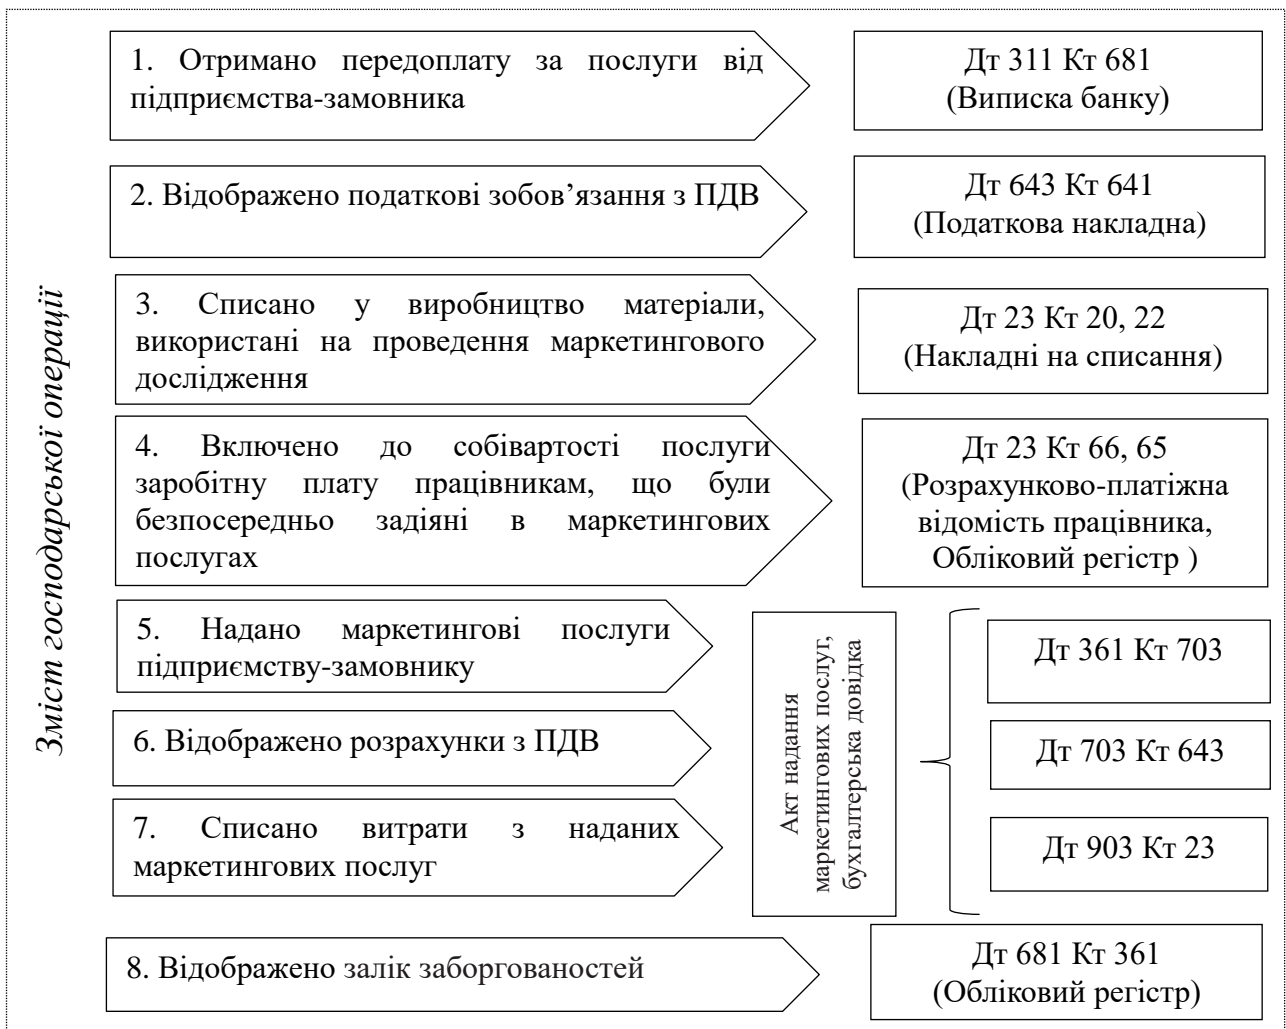 Зміст господарської операції
1. Отримано передоплату за послуги від
підприємства-замовника
Дт 311 Кт 681
(Виписка банку)
2. Відображено податкові зобов’язання з ПДВ
Дт 643 Кт 641
(Податкова накладна)
3. Списано у виробництво матеріали,
використані на проведення маркетингового
дослідження
Дт 23 Кт 20, 22
(Накладні на списання)
4. Включено до собівартості послуги
заробітну плату працівникам, що були
безпосередньо задіяні в маркетингових
послугах
Дт 23 Кт 66, 65
(Розрахунково-платіжна
відомість працівника,
Обліковий регістр )
5. Надано маркетингові послуги
підприємству-замовнику
6. Відображено розрахунки з ПДВ
7. Списано витрати з наданих
маркетингових послуг
Акт надання
маркетингових послуг,
бухгалтерська довідка
Дт 361 Кт 703
Дт 703 Кт 643
Дт 903 Кт 23
8. Відображено залік заборгованостей
Дт 681 Кт 361
(Обліковий регістр)